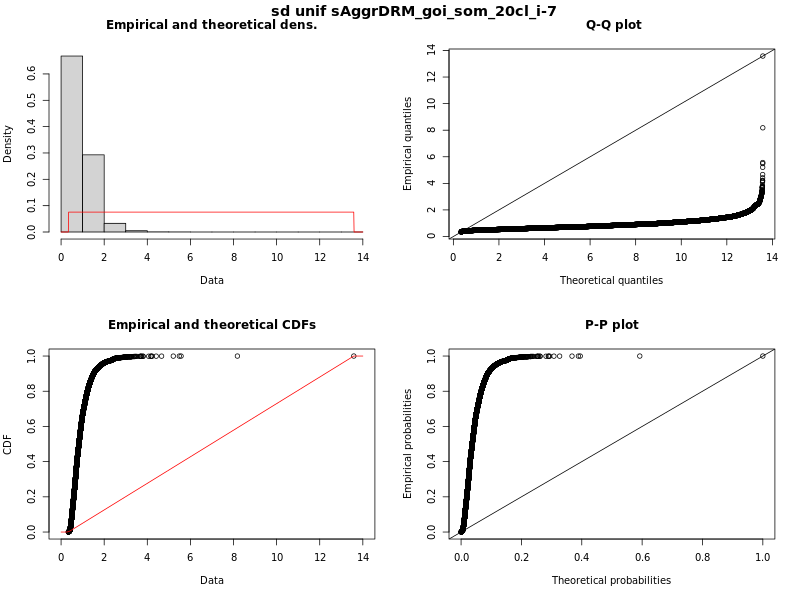 sd unif sAggrDRM_goi_som_20cl_i-7
Empirical and theoretical dens.
Density
0.0 0.1 0.2 0.3 0.4 0.5 0.6
0 2 4 6 8 10 12 14
Data
Q-Q plot
Empirical quantiles
0 2 4 6 8 10 12 14
0 2 4 6 8 10 12 14
Theoretical quantiles
Empirical and theoretical CDFs
CDF
0.0 0.2 0.4 0.6 0.8 1.0
0 2 4 6 8 10 12 14
Data
P-P plot
Empirical probabilities
0.0 0.2 0.4 0.6 0.8 1.0
0.0 0.2 0.4 0.6 0.8 1.0
Theoretical probabilities